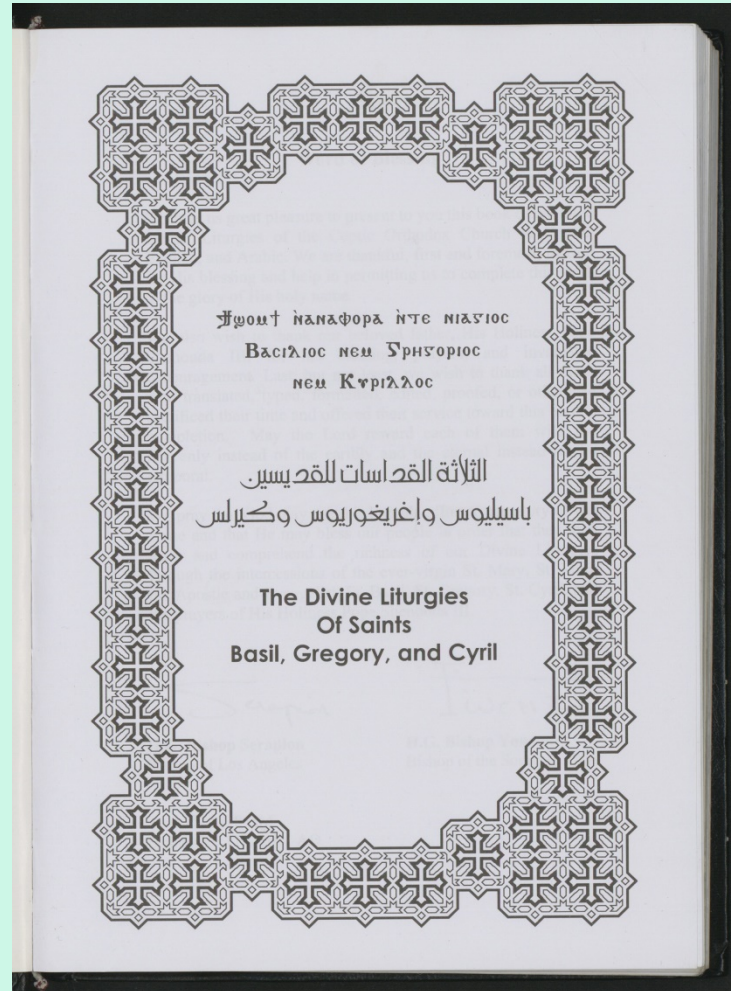 Ϯϣⲟⲙϯ ⲛ̀ⲁⲛⲁⲫⲟⲣⲁ ⲛ̀ⲧⲉ ⲛⲓⲁⲅⲓⲟⲥ
Ⲃⲁⲥⲓⲗⲓⲟⲥ ⲛⲉⲙ Ⲅⲣⲏⲅⲟⲣⲓⲟⲥ
ⲛⲉⲙ Ⲕⲩⲣⲓⲗⲗⲟⲥ
الثلاثة القداسات للقديسين
باسيليوس وإغريغوريوس وكيرلس
The Divine Liturgies
Of Saints
Basil, Gregory, and Cyril